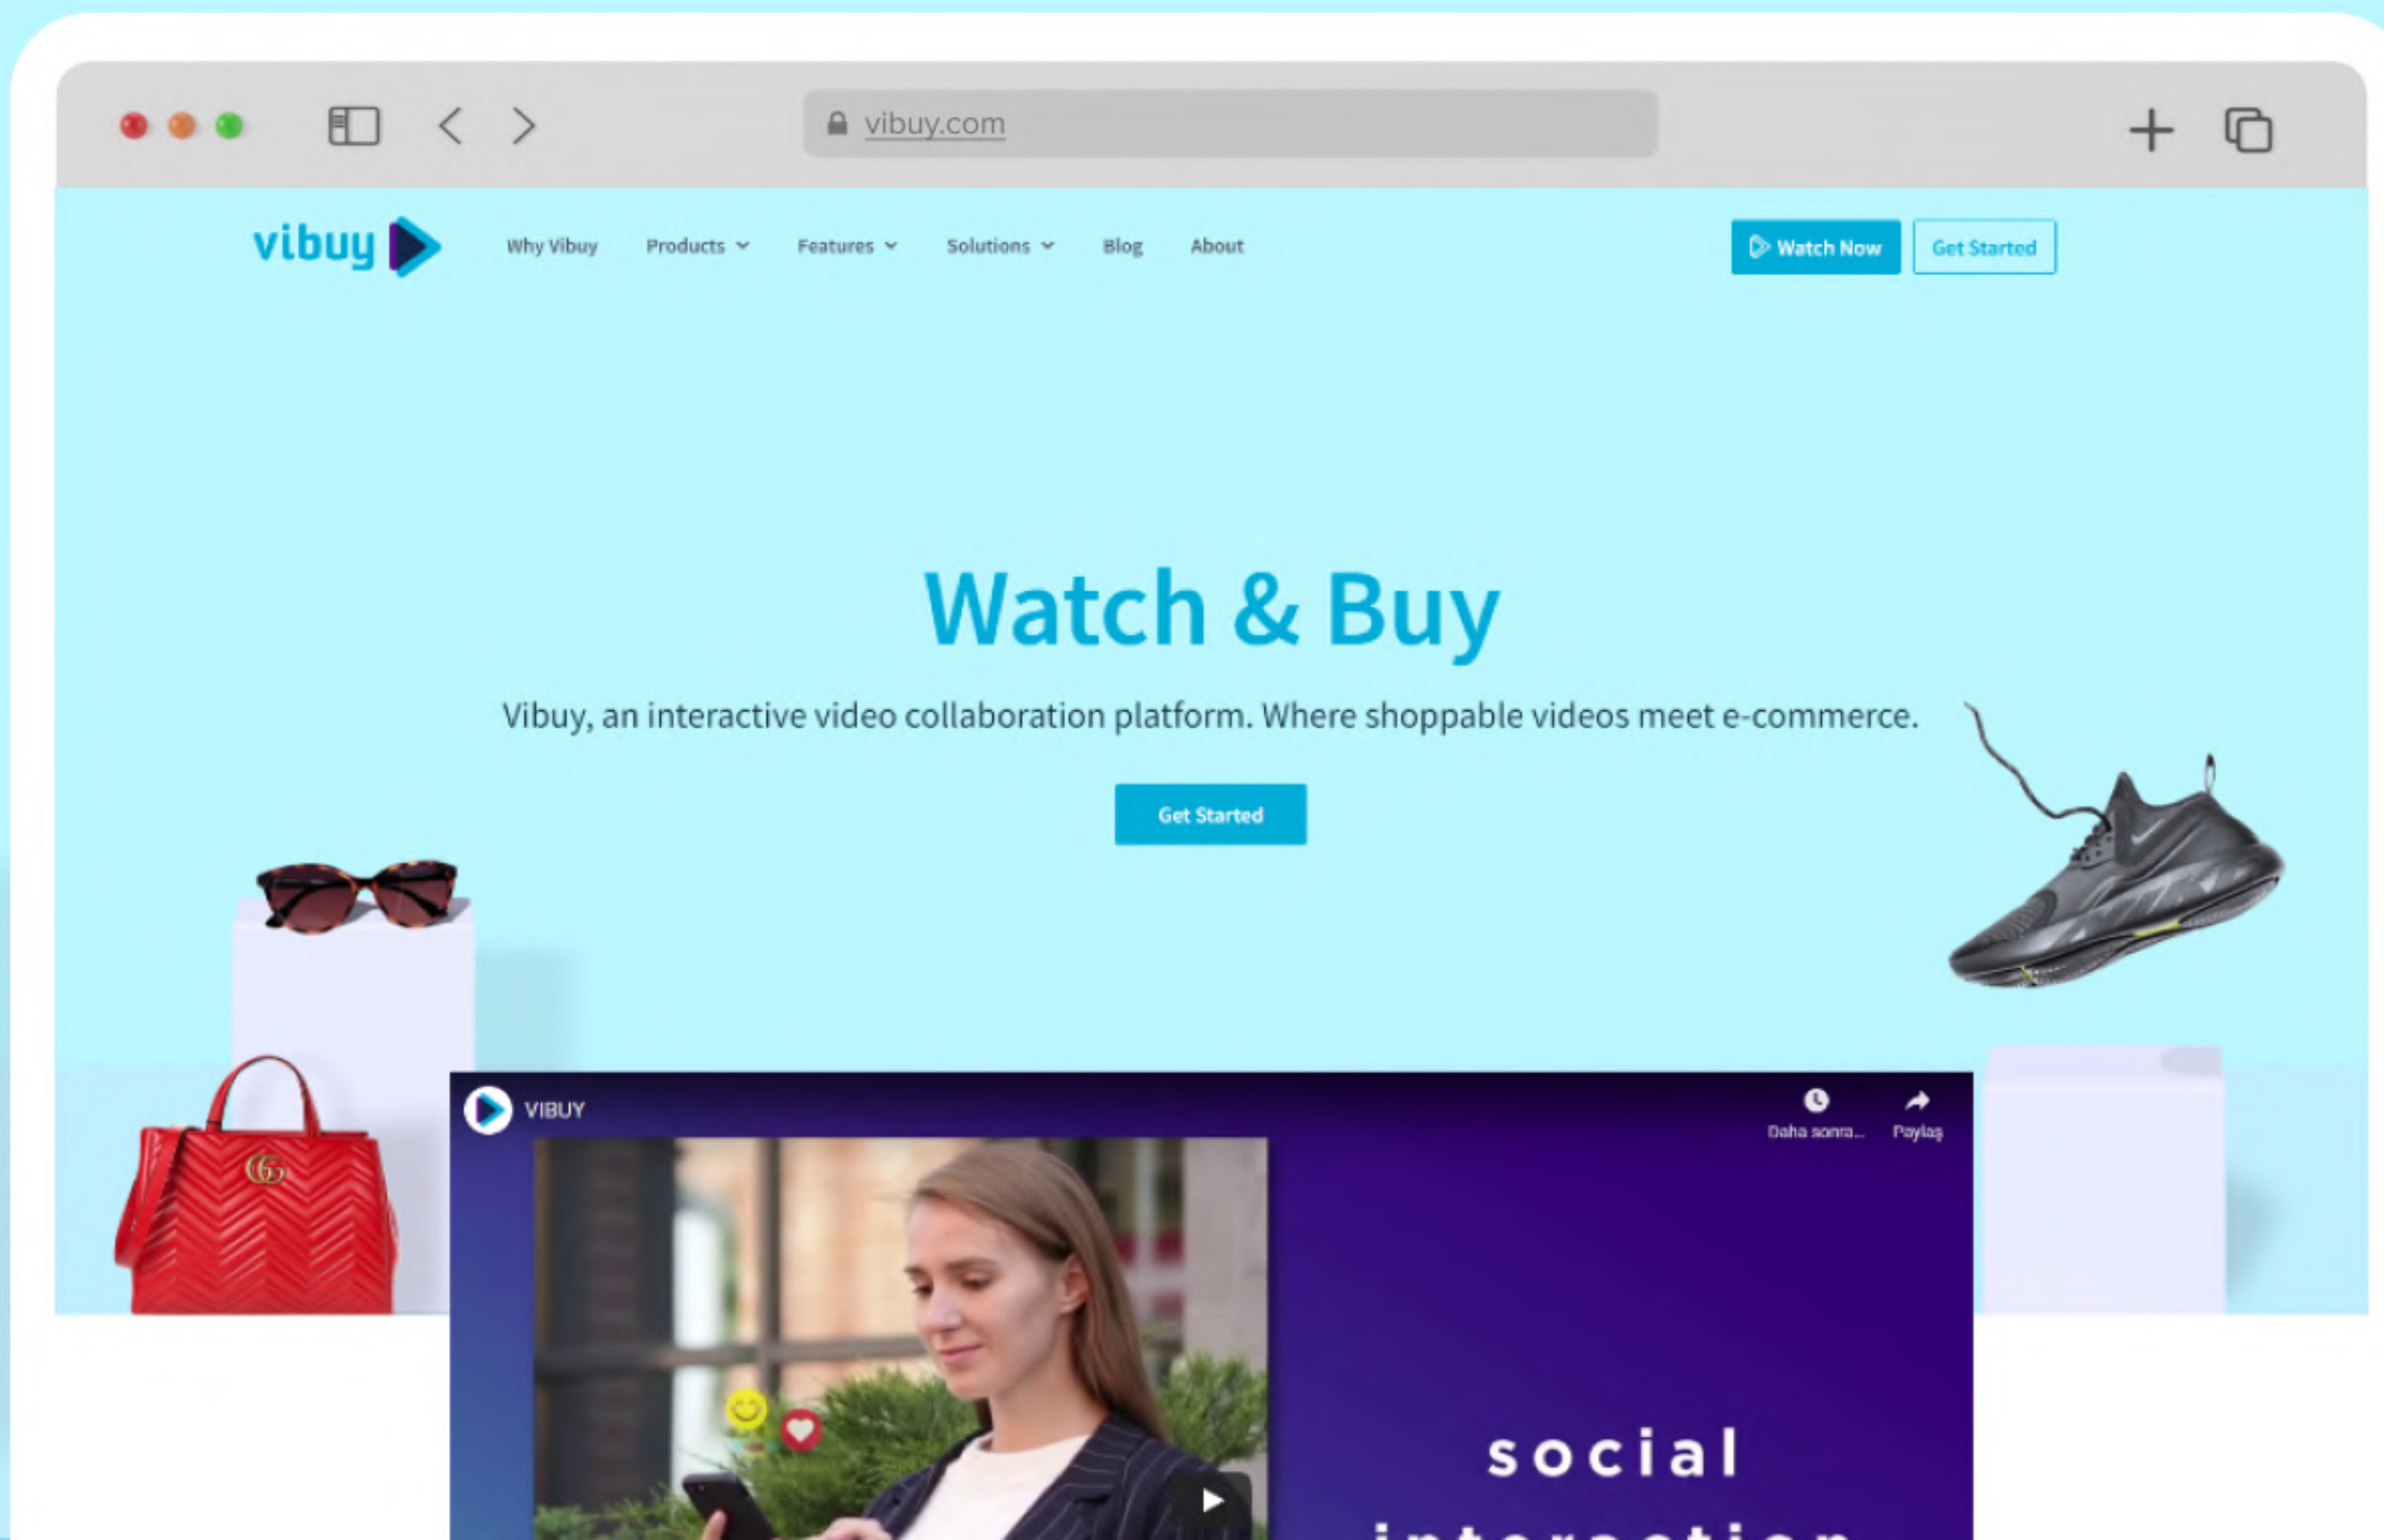 vibuy.com
vibuy
Why Vibuy Products Features Solutions Blog About
Watch Now Get Started
Watch & Buy
Vibuy, an interactive video collaboration platform. Where shoppable videos meet e-commerce.
Get Started
VIBUY
Daha sonra... Paylaş
social
interaction